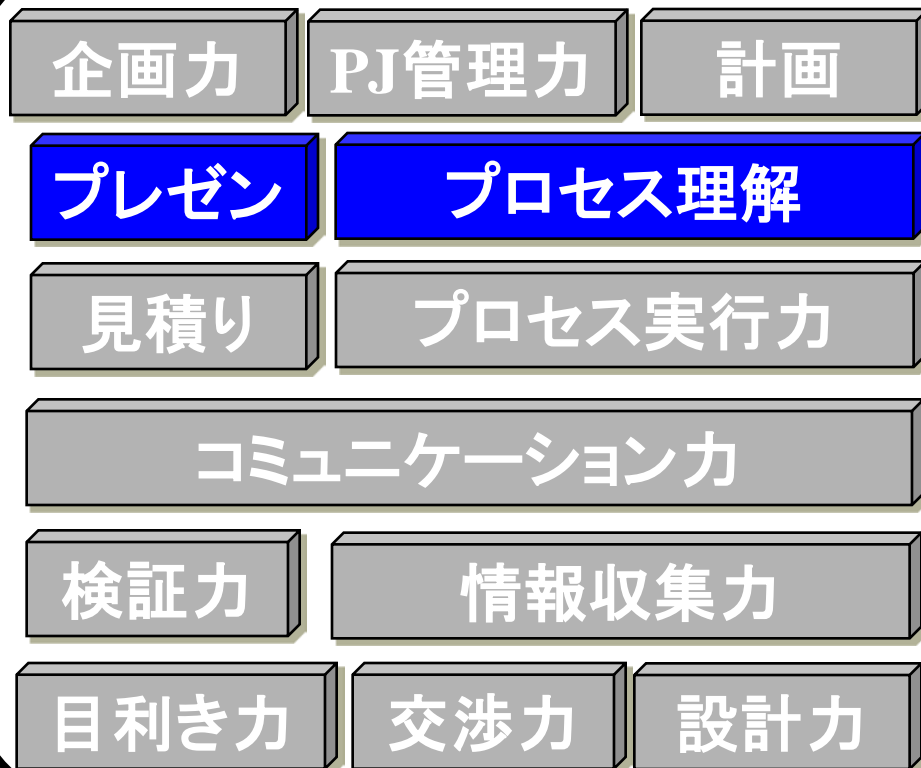 企画力 PJ管理力 計画
プレゼン プロセス理解
見積り プロセス実行力
コミュニケーション力
検証力 情報収集力
目利き力 交渉力 設計力